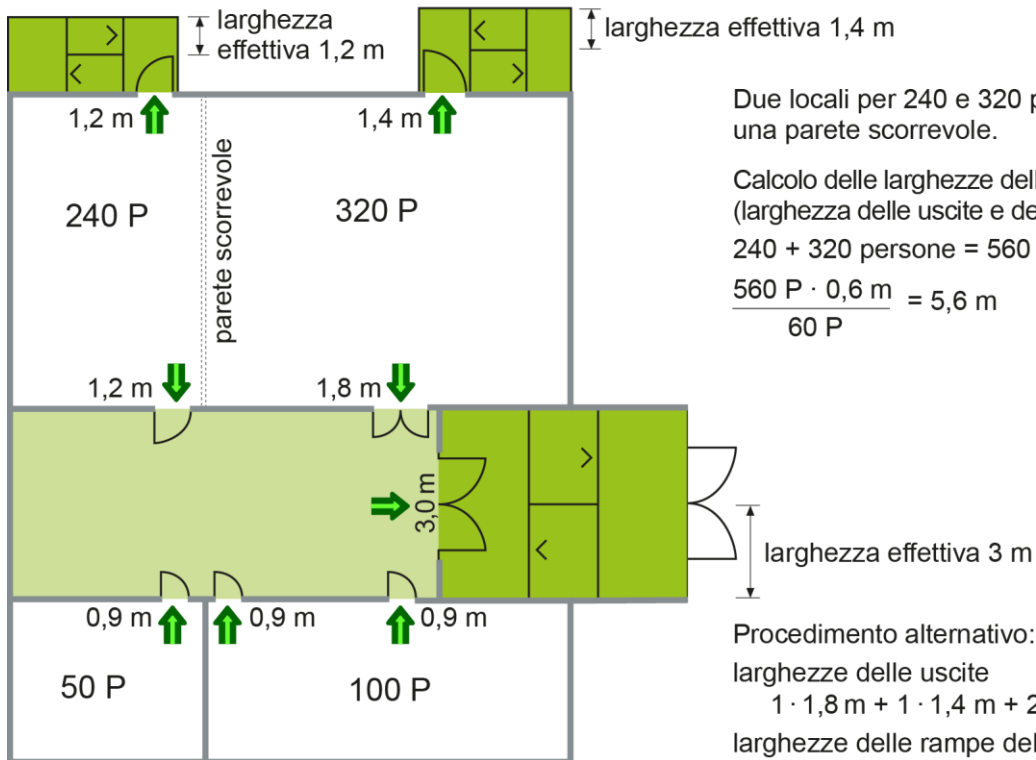 larghezza
effettiva 1,2 m
larghezza effettiva 1,4 m
1,2 m
1,4 m
240 P
parete scorrevole
320 P
1,2 m
1,8 m
3,0 m
larghezza effettiva 3 m
0,9 m
0,9 m
0,9 m
50 P
100 P
Due locali per 240 e 320 p
una parete scorrevole.
Calcolo delle larghezze dell
(larghezza delle uscite e de
240 + 320 persone = 560
560 P · 0,6 m
60 P
= 5,6 m
Procedimento alternativo:
larghezze delle uscite
1 · 1,8 m + 1 · 1,4 m + 2
larghezze delle rampe del